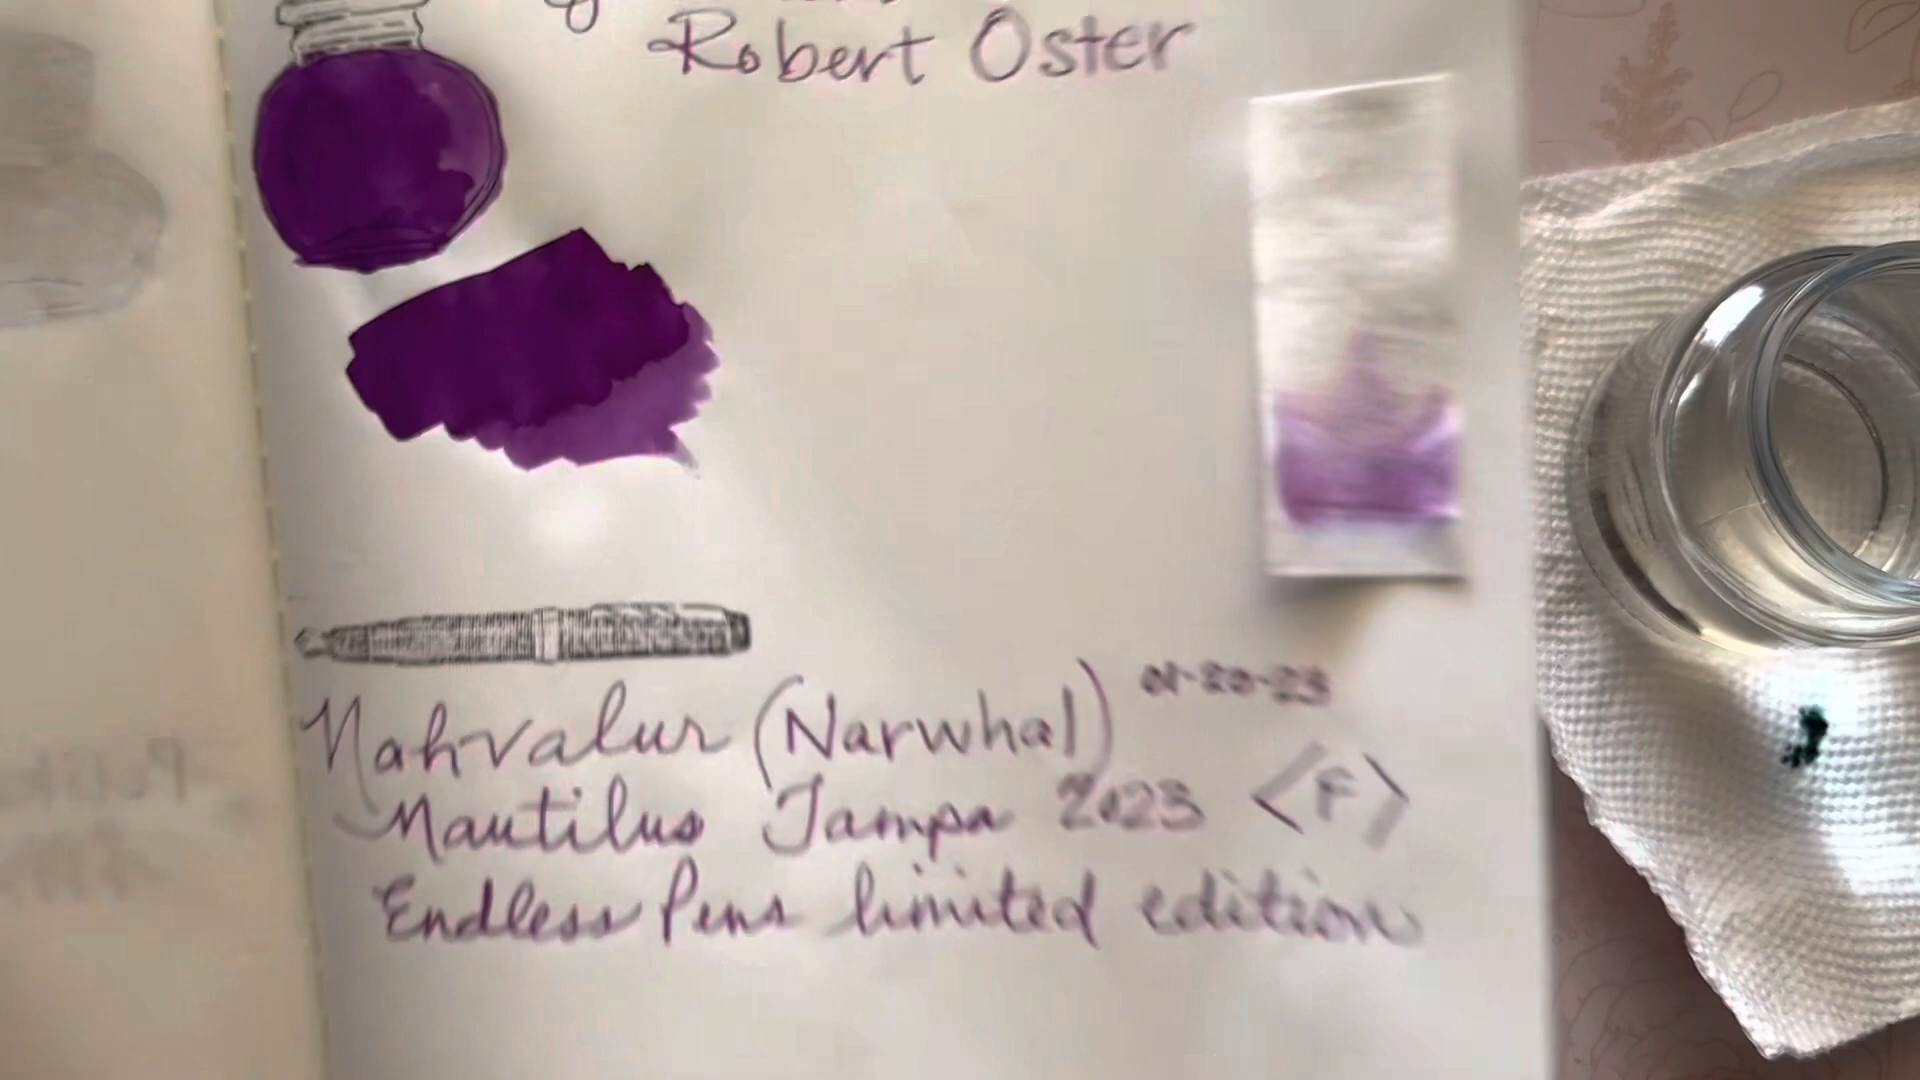 Robert Oster
01-20-23
Nahvalur (Narwhal)
Nautilus Tampa 2023 <F>
Endless Pens limited edition